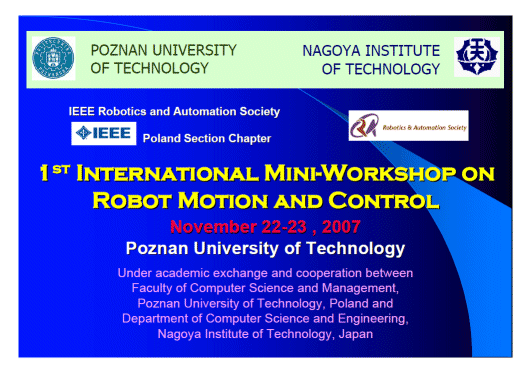 POZNAN UNIVERSITY
OF TECHNOLOGY
NAGOYA INSTITUTE
OF TECHNOLOGY
IEEE Robotics and Automation Society
IEEE
Poland Section Chapter
Robotics & Automation Society
1ST INTERNATIONAL MINI-WORKSHOP ON
ROBOT MOTION AND CONTROL
November 22-23 , 2007
Poznan University of Technology
Under academic exchange and cooperation between
Faculty of Computer Science and Management,
Poznan University of Technology, Poland and
Department of Computer Science and Engineering,
Nagoya Institute of Technology, Japan